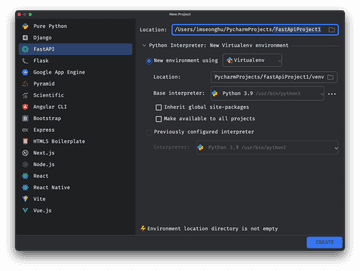 New Project
Pure Python
Django
FastAPI
Flask
Google App Engine
Pyramid
Scientific
Angular CLI
Bootstrap
Express
HTML5 Boilerplate
Next.js
Node.js
React
React Native
Vite
Vue.js
Location: /Users/imseonghu/PycharmProjects/FastApiProject1
Python Interpreter: New Virtualenv environment
New environment using Virtualenv
Location: PycharmProjects/FastApiProject1/venv
Base interpreter: Python 3.9 /usr/bin/python3
Inherit global site-packages
Make available to all projects
Previously configured interpreter
Interpreter: Python 3.9 /usr/bin/python3
Environment location directory is not empty
CREATE